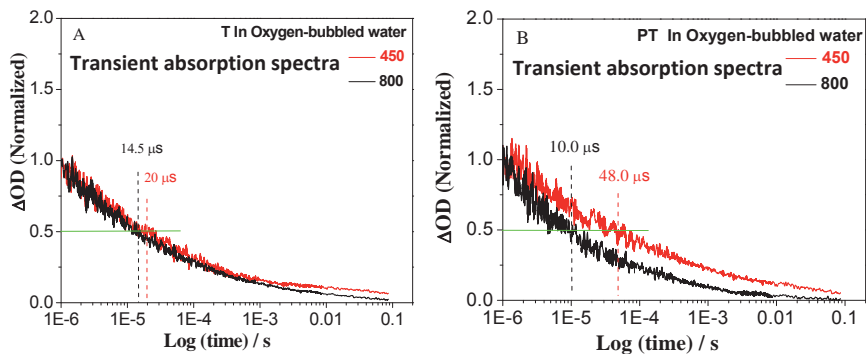 A
T In Oxygen-bubbled water
450
800
Transient absorption spectra
14.5 μs
20 μs
ΔOD (Normalized)
2.0
1.5
1.0
0.5
0.0
1E-6 1E-5 1E-4 1E-3 0.01 0.1
Log (time) / s
B
PT In Oxygen-bubbled water
450
800
Transient absorption spectra
10.0 μs
48.0 μs
ΔOD (Normalized)
2.0
1.5
1.0
0.5
0.0
1E-6 1E-5 1E-4 1E-3 0.01 0.1
Log (time) / s